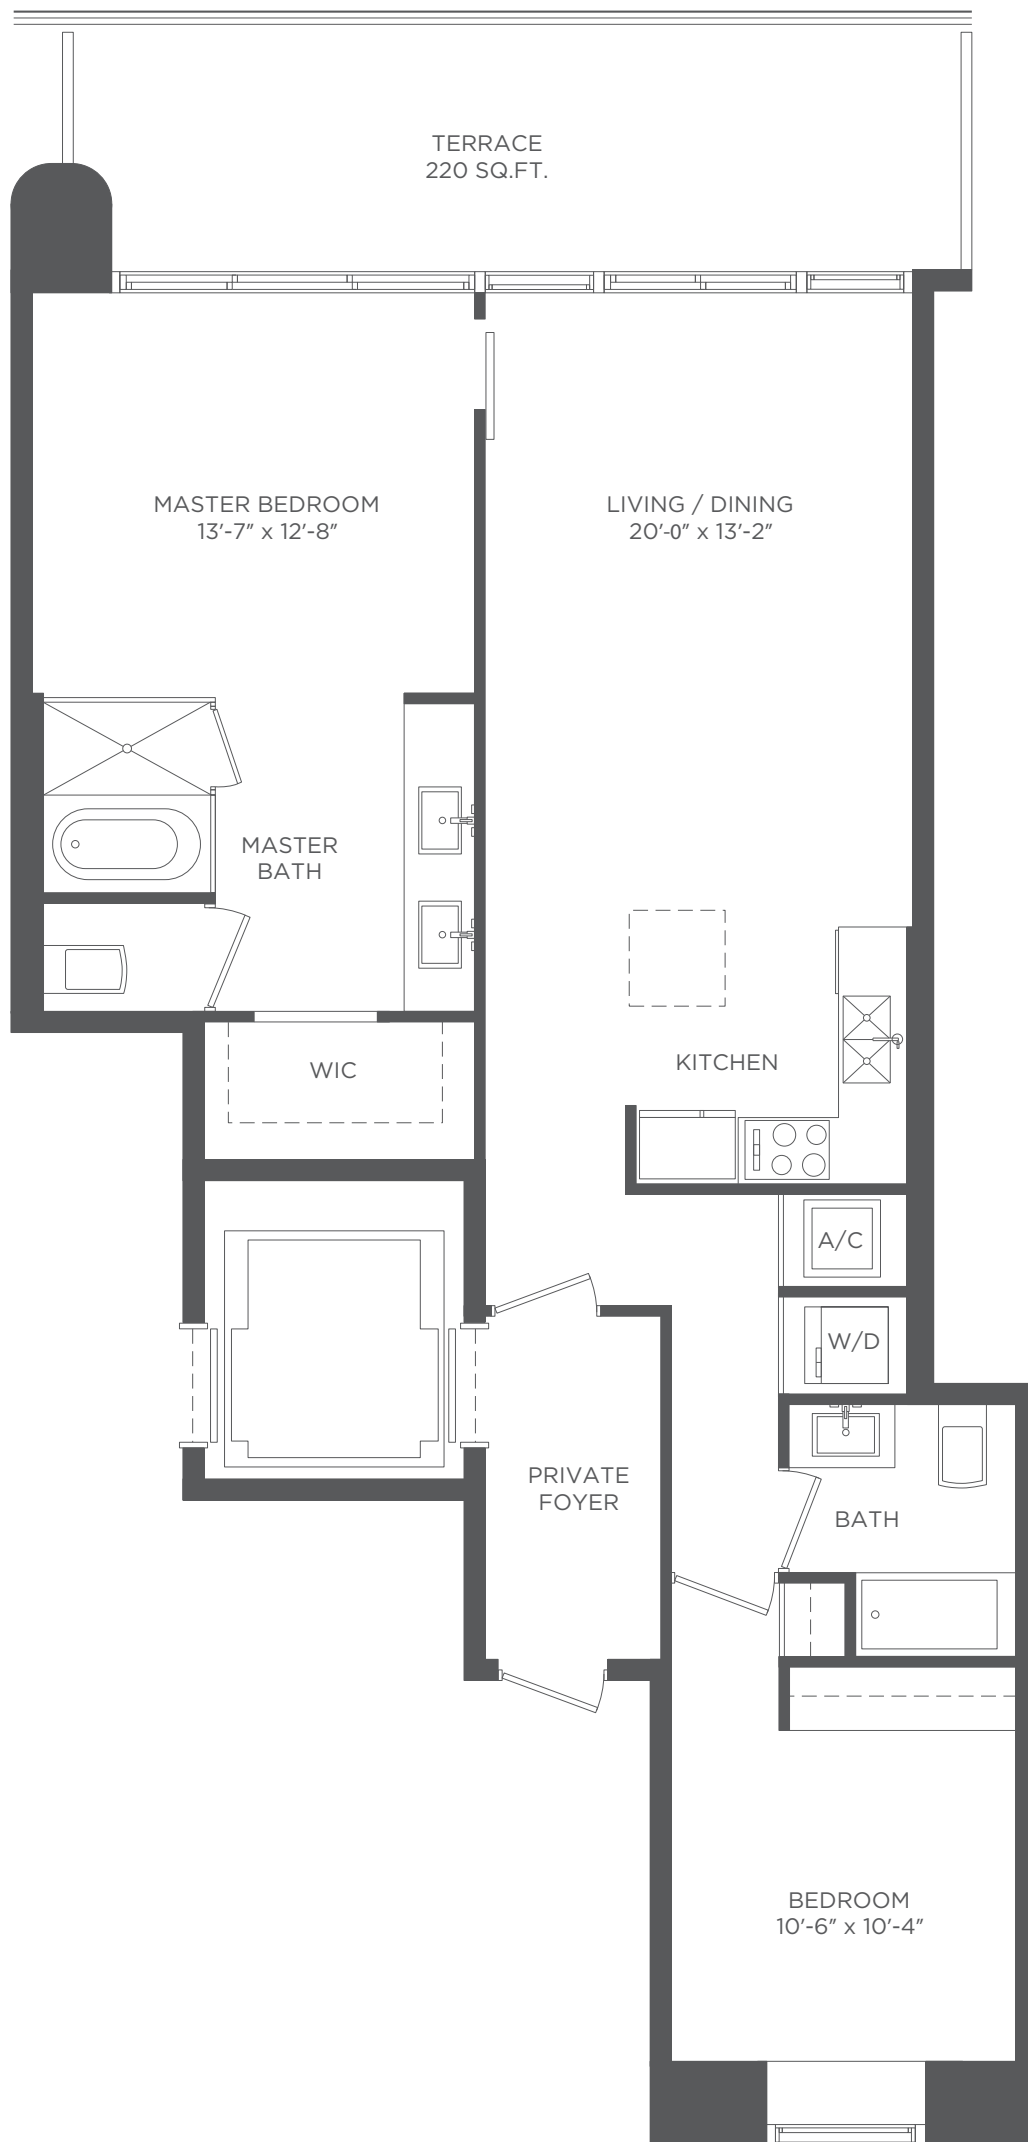 TERRACE
220 SQ.FT.
MASTER BEDROOM
13'-7" x 12'-8"
LIVING / DINING
20'-0" x 13'-2"
MASTER
BATH
WIC
KITCHEN
A/C
W/D
PRIVATE
FOYER
BATH
BEDROOM
10'-6" x 10'-4"